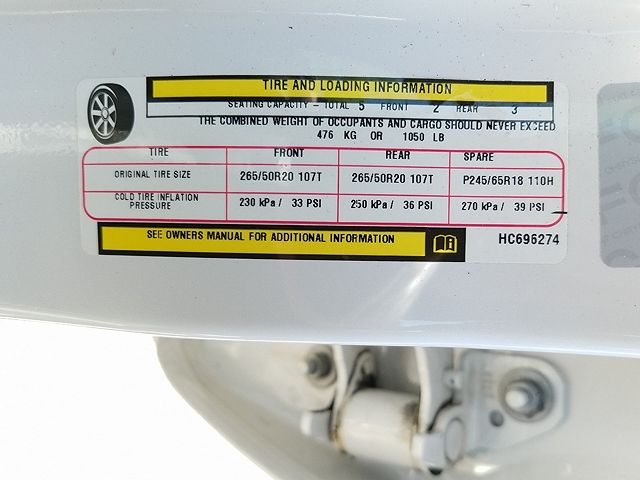 TIRE AND LOADING INFORMATION
SEATING CAPACITY - TOTAL 5 FRONT 2 REAR 3
THE COMBINED WEIGHT OF OCCUPANTS AND CARGO SHOULD NEVER EXCEED
476 KG OR 1050 LB
TIRE FRONT REAR SPARE
ORIGINAL TIRE SIZE 265/50R20 107T 265/50R20 107T P245/65R18 110H
COLD TIRE INFLATION PRESSURE 230 kPa / 33 PSI 250 kPa / 36 PSI 270 kPa / 39 PSI
SEE OWNERS MANUAL FOR ADDITIONAL INFORMATION
HC696274